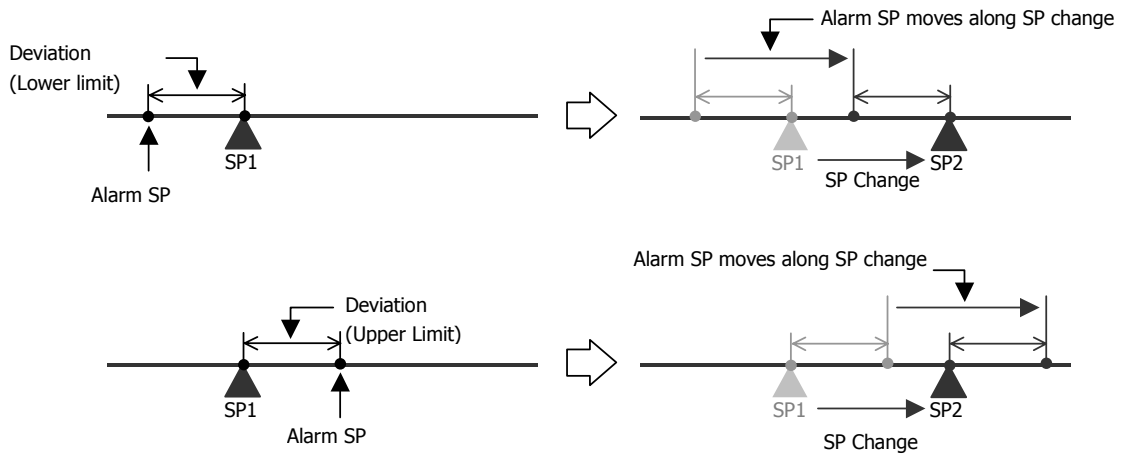 Deviation
(Lower limit)
SP1
Alarm SP
Alarm SP moves along SP change
SP1
SP2
SP Change
Deviation
(Upper Limit)
SP1
Alarm SP
Alarm SP moves along SP change
SP1
SP2
SP Change